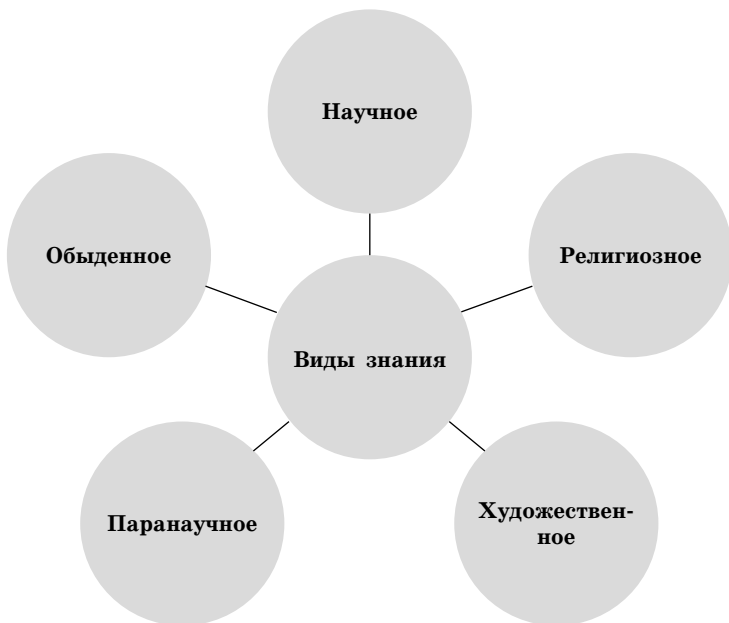 Научное
Обыденное
Религиозное
Виды знания
Паранаучное
Художествен-
ное